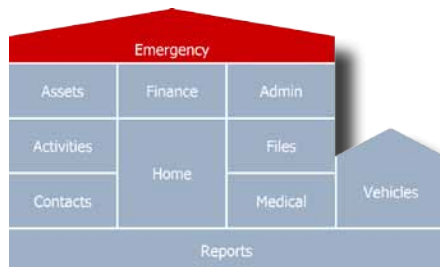 Emergency
Assets Finance Admin
Activities Files
Home
Contacts Medical Vehicles
Reports